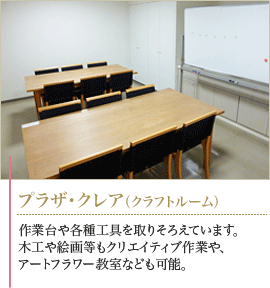 プラザ・クレア（クラフトルーム）
作業台や各種工具を取りそろえています。
木工や絵画等もクリエイティブ作業や、
アートフラワー教室なども可能。